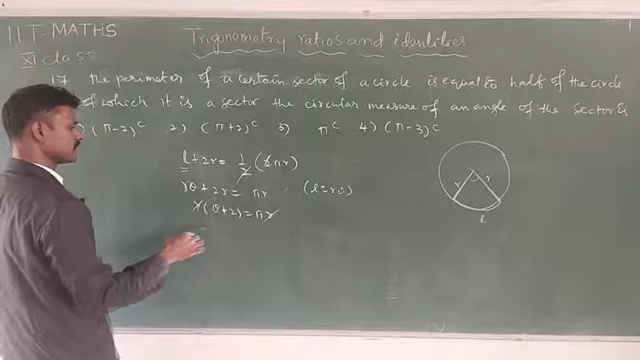 IIT-MATHS
XI class
Trigonometry ratios and identities
17. The perimeter of a certain sector of a circle is equal to half of the circle
of which it is a sector the circular measure of an angle of the sector is
(π-2)ᶜ 2) (π+2)ᶜ 3) πᶜ 4) (π-3)ᶜ
l+2r = 1/2 (2πr)
rθ+2r = πr (l=rθ)
r(θ+2) = πr
r r
l